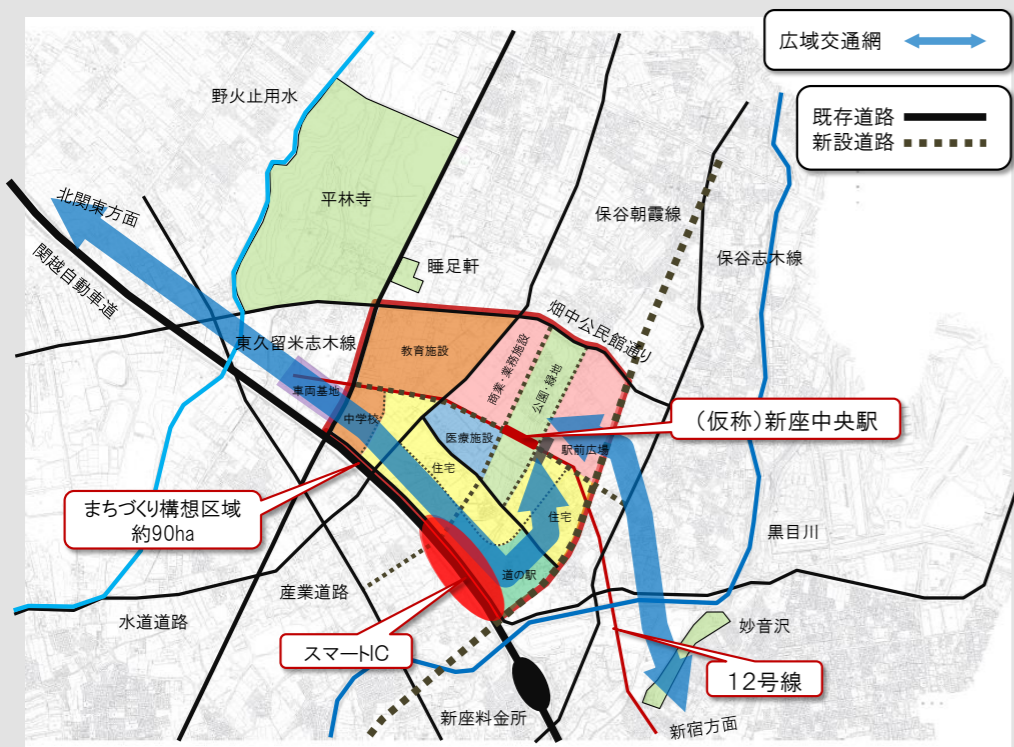 広域交通網
既存道路
新設道路
野火止用水
平林寺
北関東方面
関越自動車道
睡足軒
保谷朝霞線
保谷志木線
畑中公民館通り
東久留米志木線
教育施設
商業・業務施設
公園・緑地
車両基地
中学校
医療施設
住宅
(仮称)新座中央駅
駅前広場
まちづくり構想区域
約90ha
住宅
道の駅
黒目川
水道道路
産業道路
スマートIC
妙音沢
12号線
新座料金所
新宿方面